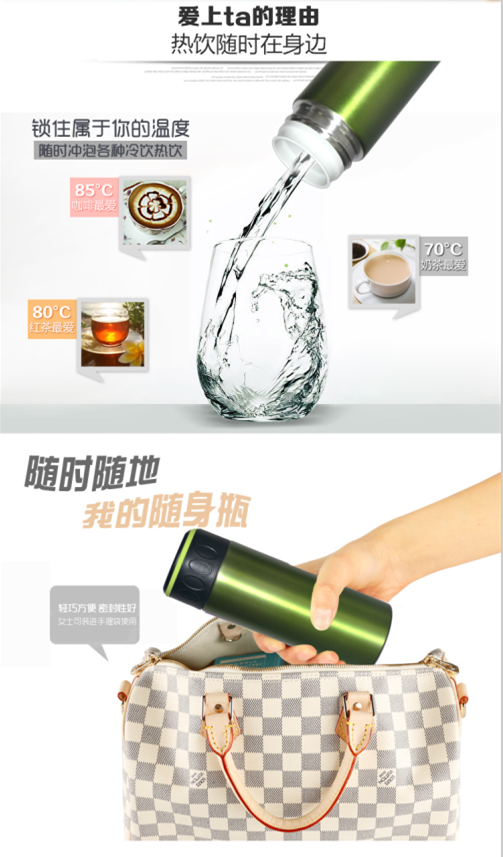 爱上ta的理由
热饮随时在身边
锁住属于你的温度
随时冲泡各种冷饮热饮
85°C
咖啡最爱
70°C
奶茶最爱
80°C
红茶最爱
随时随地
我的随身瓶
轻巧方便 密封性好
女士可装进手提袋使用